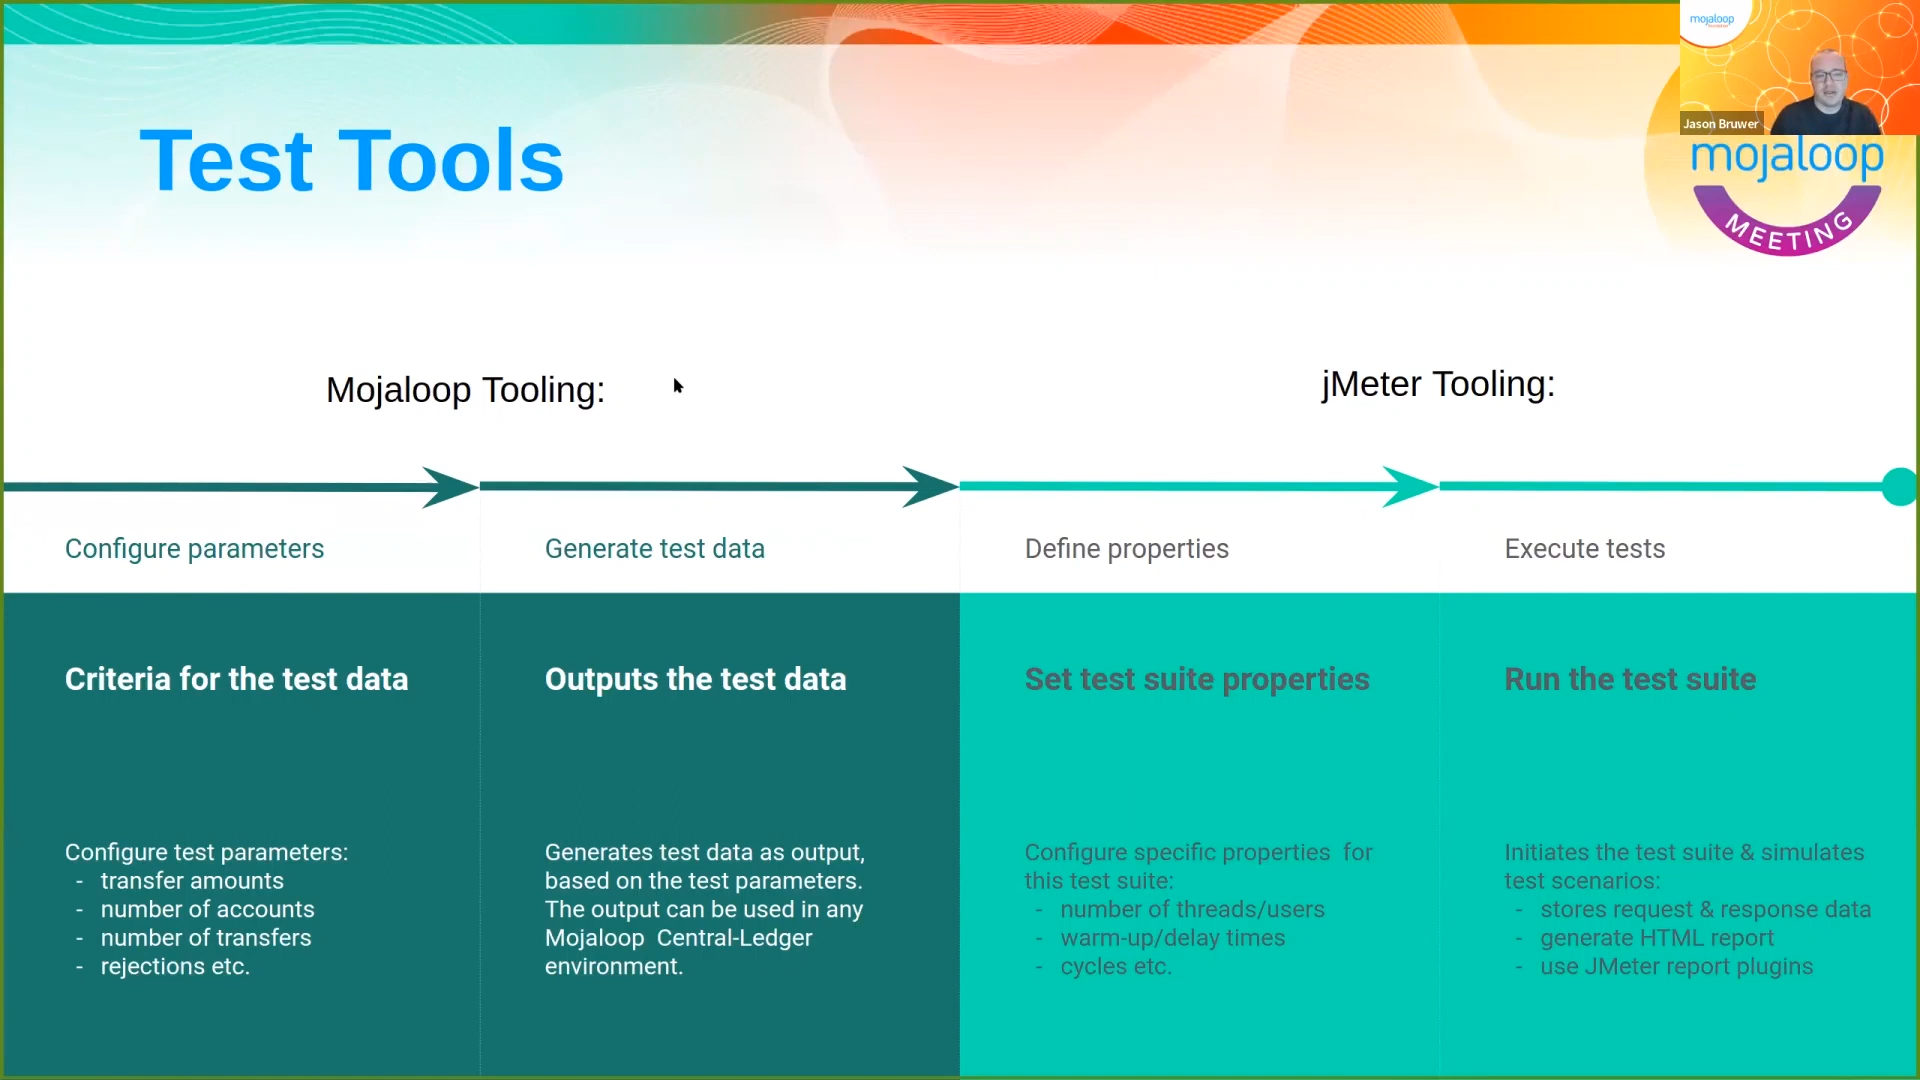 Test Tools
mojaloop
Jason Bruwer
mojaloop
MEETING
Mojaloop Tooling:
jMeter Tooling:
Configure parameters
Generate test data
Define properties
Execute tests
Criteria for the test data
Outputs the test data
Set test suite properties
Run the test suite
Configure test parameters:
- transfer amounts
- number of accounts
- number of transfers
- rejections etc.
Generates test data as output,
based on the test parameters.
The output can be used in any
Mojaloop Central-Ledger
environment.
Configure specific properties for
this test suite:
- number of threads/users
- warm-up/delay times
- cycles etc.
Initiates the test suite & simulates
test scenarios:
- stores request & response data
- generate HTML report
- use JMeter report plugins